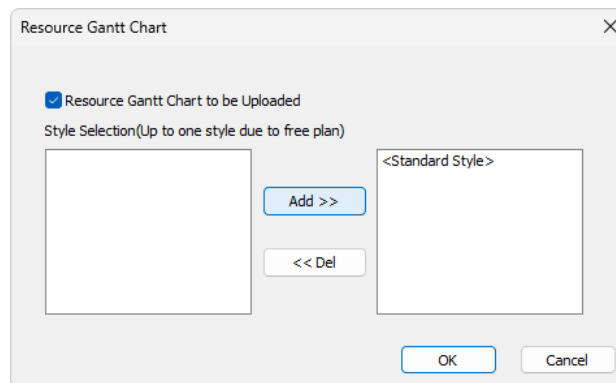 Resource Gantt Chart
Resource Gantt Chart to be Uploaded
Style Selection(Up to one style due to free plan)
<Standard Style>
Add >>
<< Del
OK
Cancel